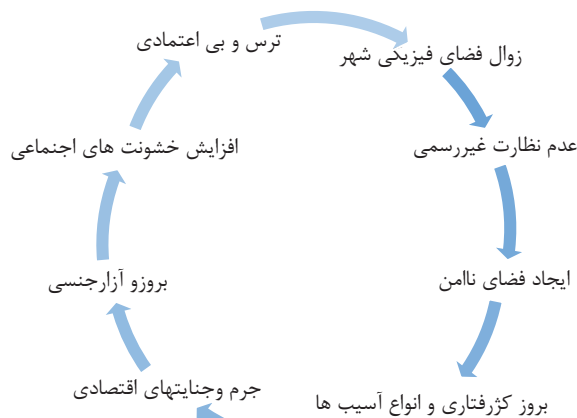 ترس و بی اعتمادی
زوال فضای فیزیکی شهر
عدم نظارت غیررسمی
ایجاد فضای ناامن
بروز کژرفتاری و انواع آسیب ها
جرم وجنایتهای اقتصادی
بروزو آزارجنسی
افزایش خشونت های اجنماعی